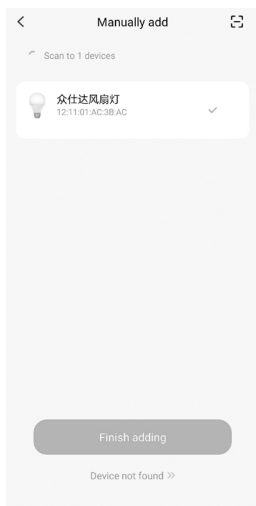 Manually add
Scan to 1 devices
众仕达风扇灯
12:11:01:AC:3B:AC
Finish adding
Device not found >>